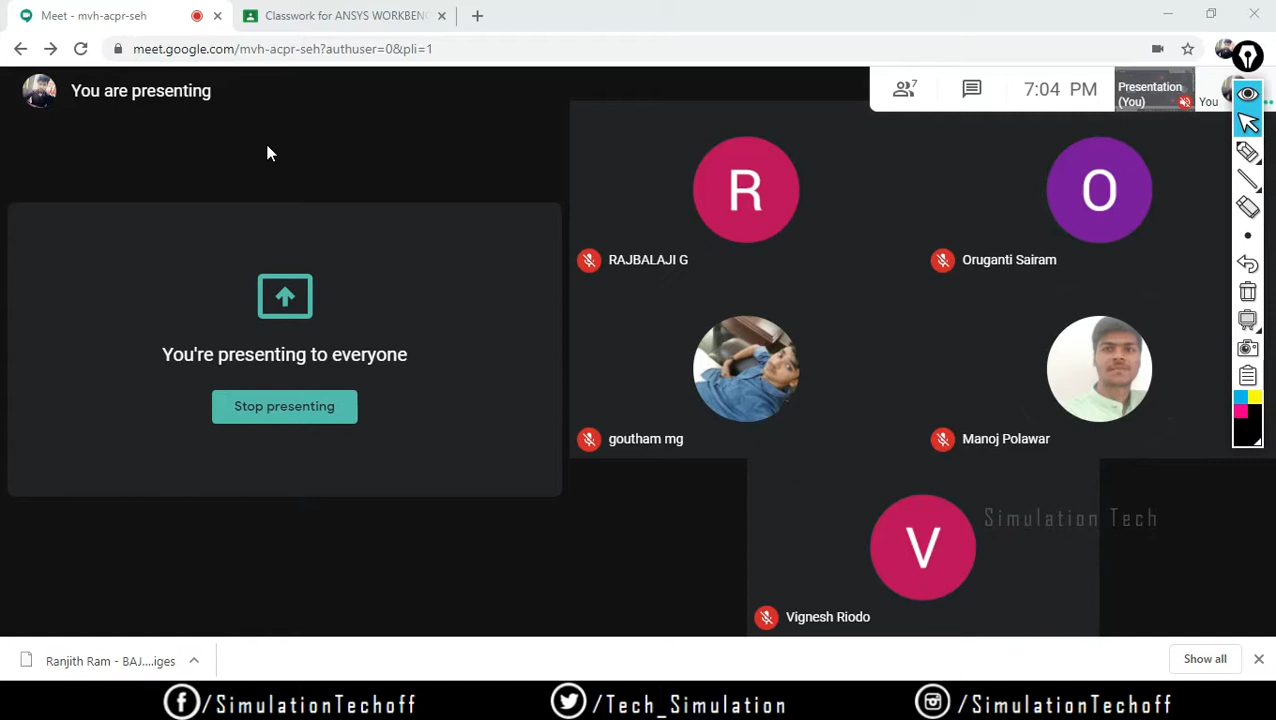 Meet - mvh-acpr-seh
Classwork for ANSYS WORKBEN
meet.google.com/mvh-acpr-seh?authuser=0&pli=1
You are presenting
7
7:04 PM
Presentation
(You)
You
R
RAJBALAJI G
O
Oruganti Sairam
You're presenting to everyone
Stop presenting
goutham mg
Manoj Polawar
Simulation Tech
V
Vignesh Riodo
Ranjith Ram - BAJ....iges
Show all
/SimulationTechoff
/Tech_Simulation
/SimulationTechoff